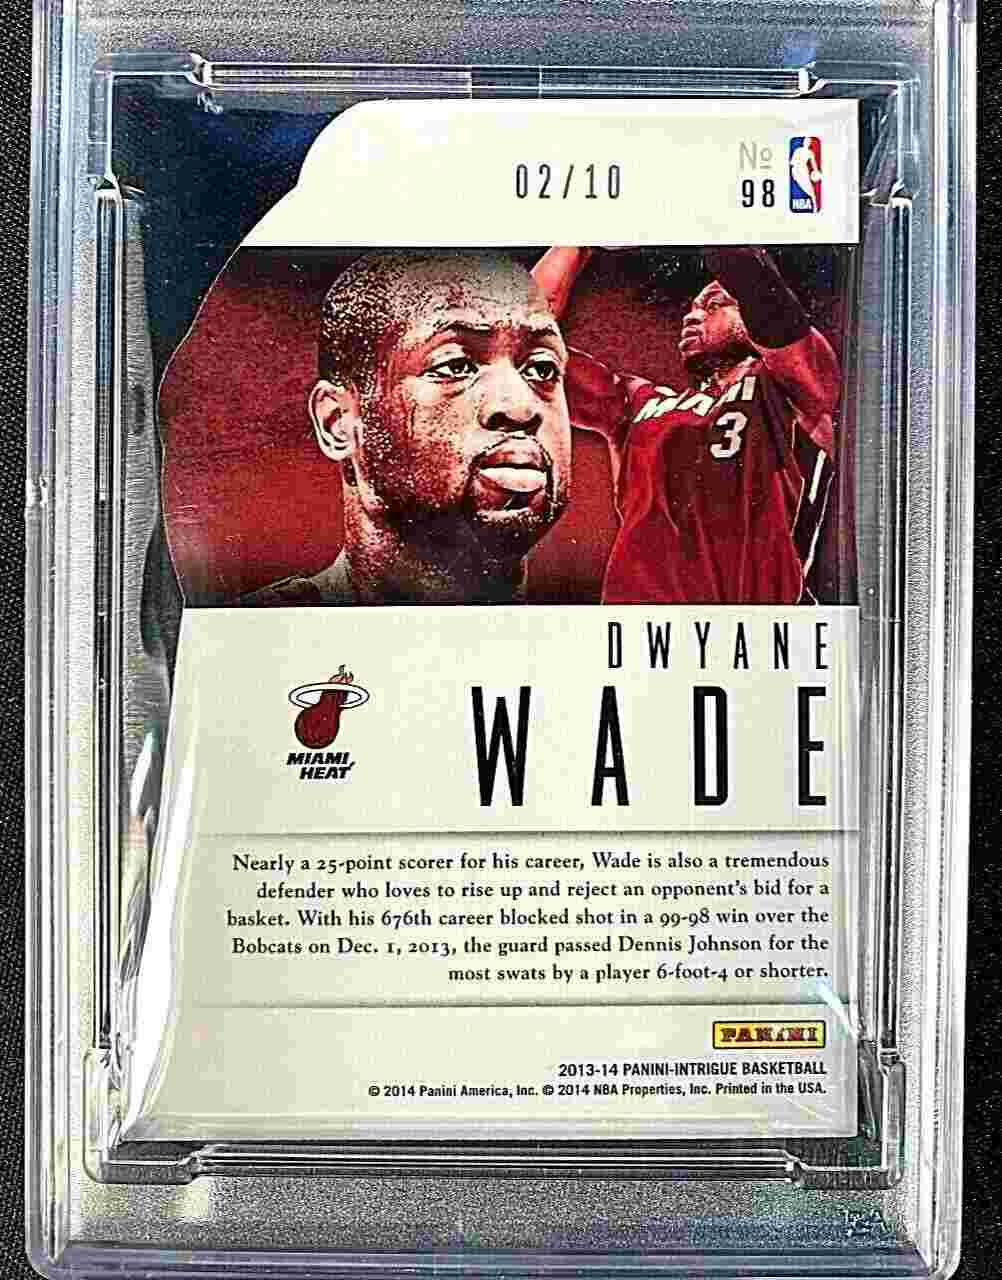 02/10
No
98
NBA
MIAMI
3
DWYANE
WADE
MIAMI
HEAT
Nearly a 25-point scorer for his career, Wade is also a tremendous
defender who loves to rise up and reject an opponent's bid for a
basket. With his 676th career blocked shot in a 99-98 win over the
Bobcats on Dec. 1, 2013, the guard passed Dennis Johnson for the
most swats by a player 6-foot-4 or shorter.
PANINI
2013-14 PANINI-INTRIGUE BASKETBALL
© 2014 Panini America, Inc. © 2014 NBA Properties, Inc. Printed in the USA.